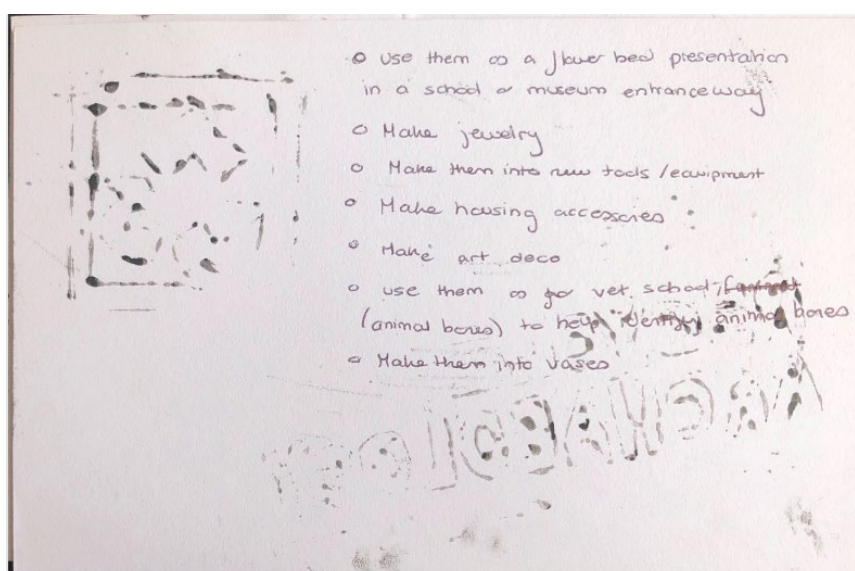 o use them as a flower bed presentation
in a school or museum entranceway
o Make jewelry
o Make them into new tools / equipment
o Make housing accessories
o Make art deco
o use them as for vet school,
(animal bones) to help identify animal bones
o Make them into vases